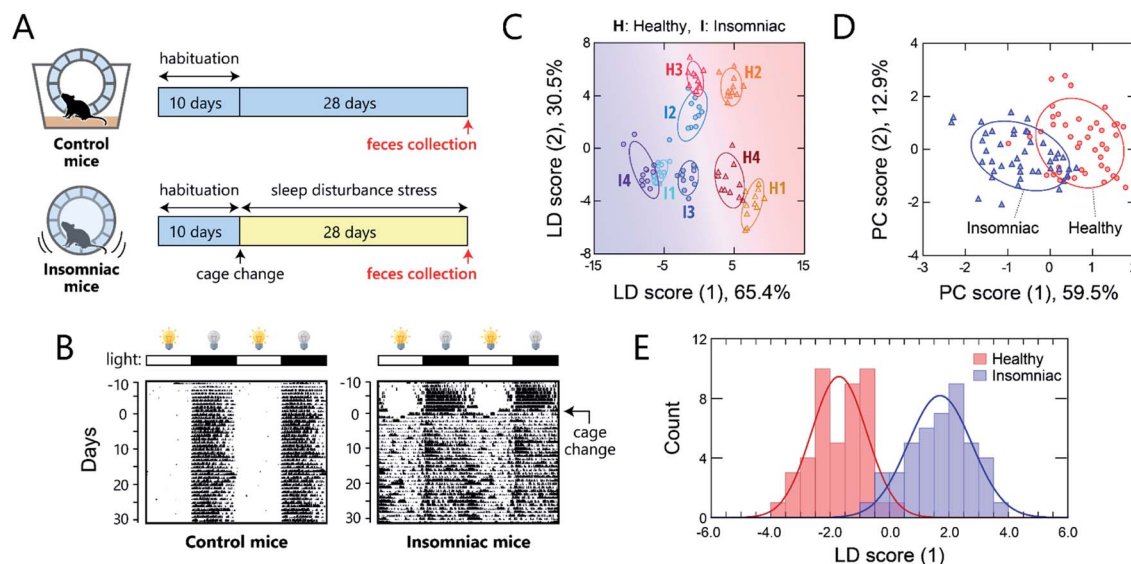 A
habituation
10 days
28 days
feces collection
Control
mice
habituation
sleep disturbance stress
10 days
28 days
cage change
feces collection
Insomniac
mice
B
light:
-10
0
10
20
30
Days
Control mice
-10
0
10
20
30
cage
change
Insomniac mice
C
H: Healthy, I: Insomniac
8
4
0
-4
-8
LD score (2), 30.5%
H3
H2
I2
H4
I4
I1
I3
H1
-15
-5
5
15
LD score (1), 65.4%
D
4
2
0
-2
-4
PC score (2), 12.9%
Insomniac
Healthy
-3
-2
-1
0
1
2
PC score (1), 59.5%
E
12
8
4
0
Count
Healthy
Insomniac
-6.0
-4.0
-2.0
0.0
2.0
4.0
6.0
LD score (1)